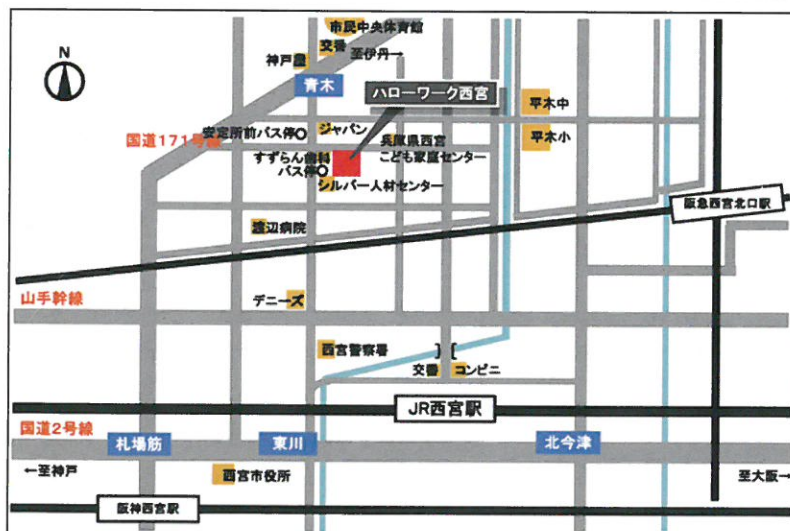 市民中央体育館
N
交番
神戸屋
至伊丹→
青木
ハローワーク西宮
平木中
国道171号線
安定所前バス停
ジャパン
兵庫県西宮
こども家庭センター
平木小
すずらん歯科
バス停
シルバー人材センター
阪急西宮北口駅
渡辺病院
山手幹線
デニーズ
西宮警察署
交番
コンビニ
JR西宮駅
国道2号線
札場筋
東川
北今津
←至神戸
西宮市役所
至大阪→
阪神西宮駅